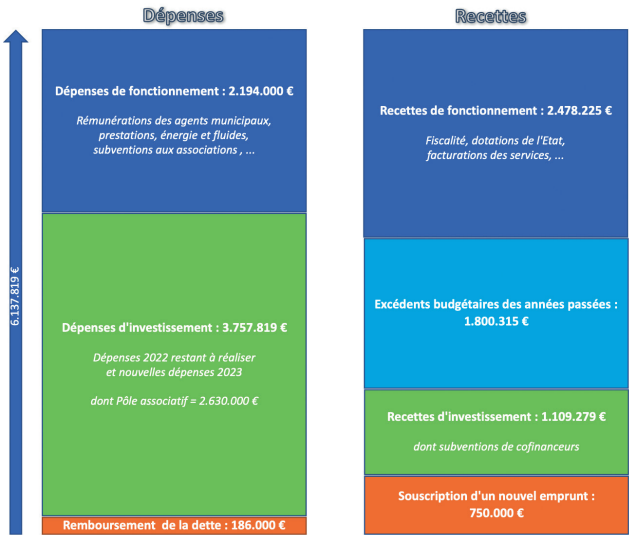 Dépenses
Recettes
6.137.819 €
Dépenses de fonctionnement : 2.194.000 €
Rémunérations des agents municipaux,
prestations, énergie et fluides,
subventions aux associations , ...
Dépenses d'investissement : 3.757.819 €
Dépenses 2022 restant à réaliser
et nouvelles dépenses 2023
dont Pôle associatif = 2.630.000 €
Remboursement de la dette : 186.000 €
Recettes de fonctionnement : 2.478.225 €
Fiscalité, dotations de l'Etat,
facturations des services, ...
Excédents budgétaires des années passées :
1.800.315 €
Recettes d'investissement : 1.109.279 €
dont subventions de cofinanceurs
Souscription d'un nouvel emprunt :
750.000 €